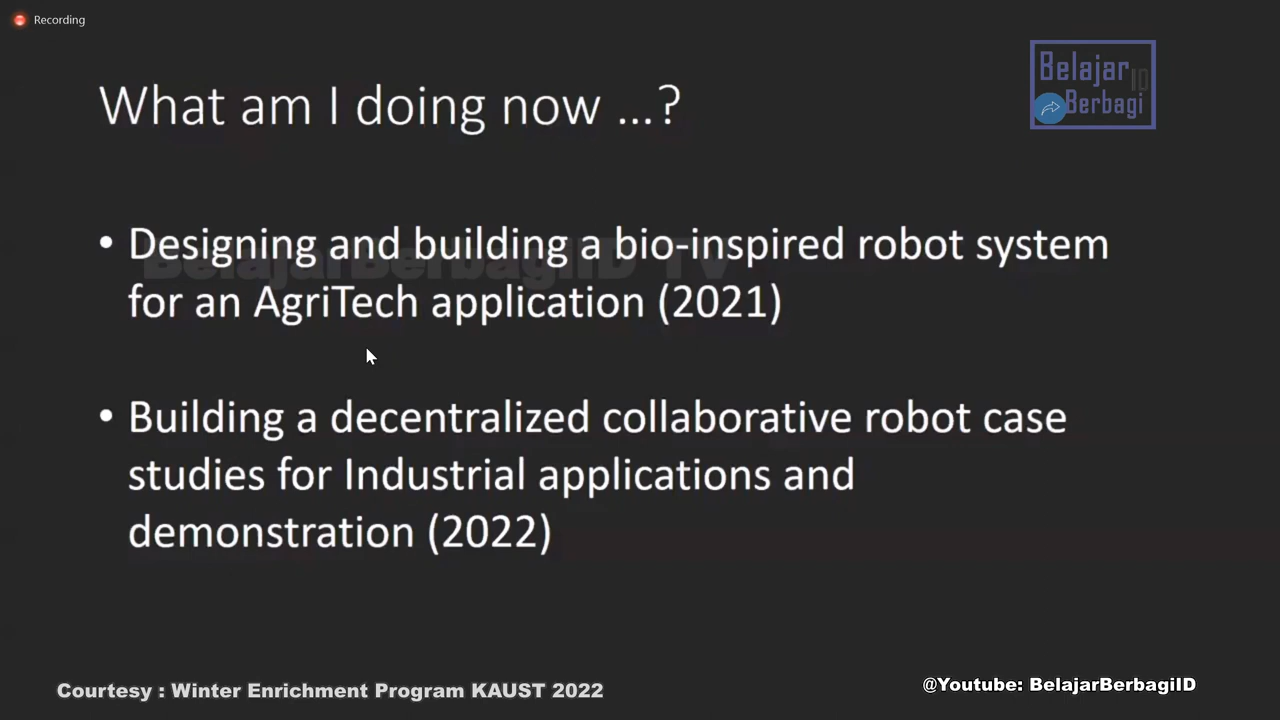 Recording
Belajar
ID
Berbagi
What am I doing now ...?
• Designing and building a bio-inspired robot system
for an AgriTech application (2021)
BelajarBerbagiID TV
• Building a decentralized collaborative robot case
studies for Industrial applications and
demonstration (2022)
Courtesy : Winter Enrichment Program KAUST 2022
@Youtube: BelajarBerbagiID